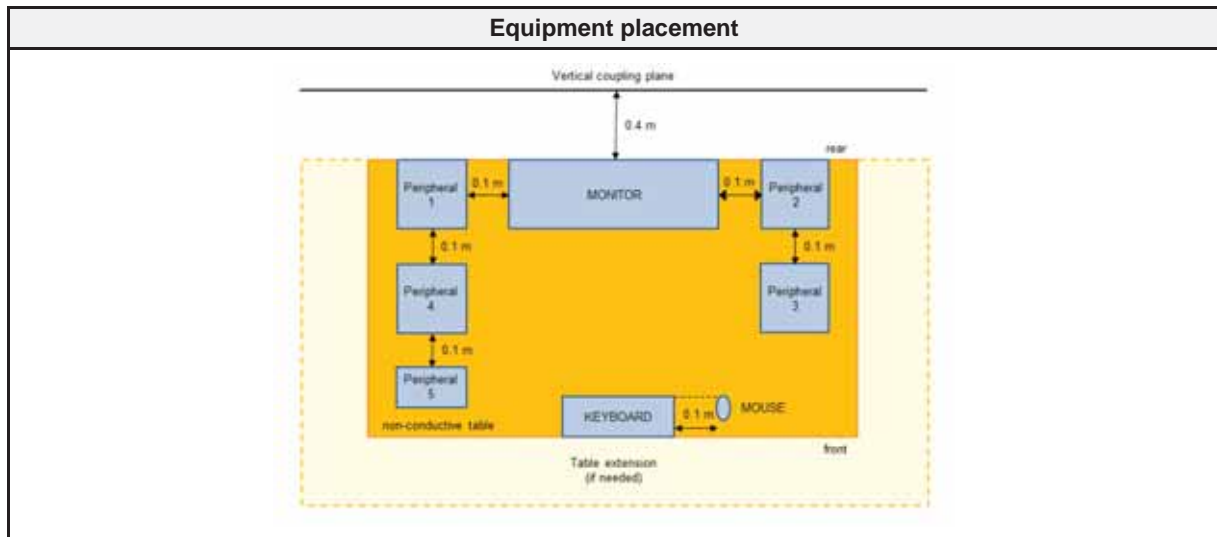 Equipment placement
Vertical coupling plane
0.4 m
rear
Peripheral
1
0.1 m
MONITOR
0.1 m
Peripheral
2
0.1 m
0.1 m
Peripheral
4
Peripheral
3
0.1 m
Peripheral
5
KEYBOARD
0.1 m
MOUSE
non-conductive table
front
Table extension
(if needed)